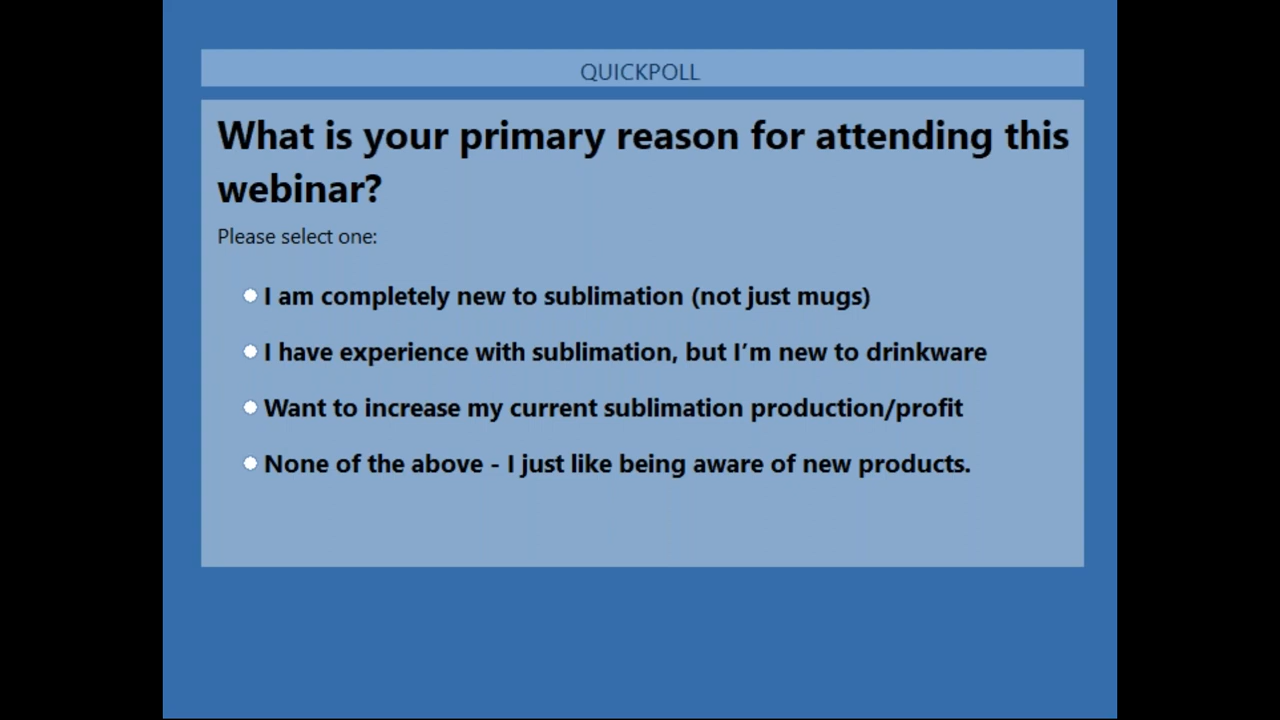 QUICKPOLL
What is your primary reason for attending this
webinar?
Please select one:
I am completely new to sublimation (not just mugs)
I have experience with sublimation, but I’m new to drinkware
Want to increase my current sublimation production/profit
None of the above - I just like being aware of new products.